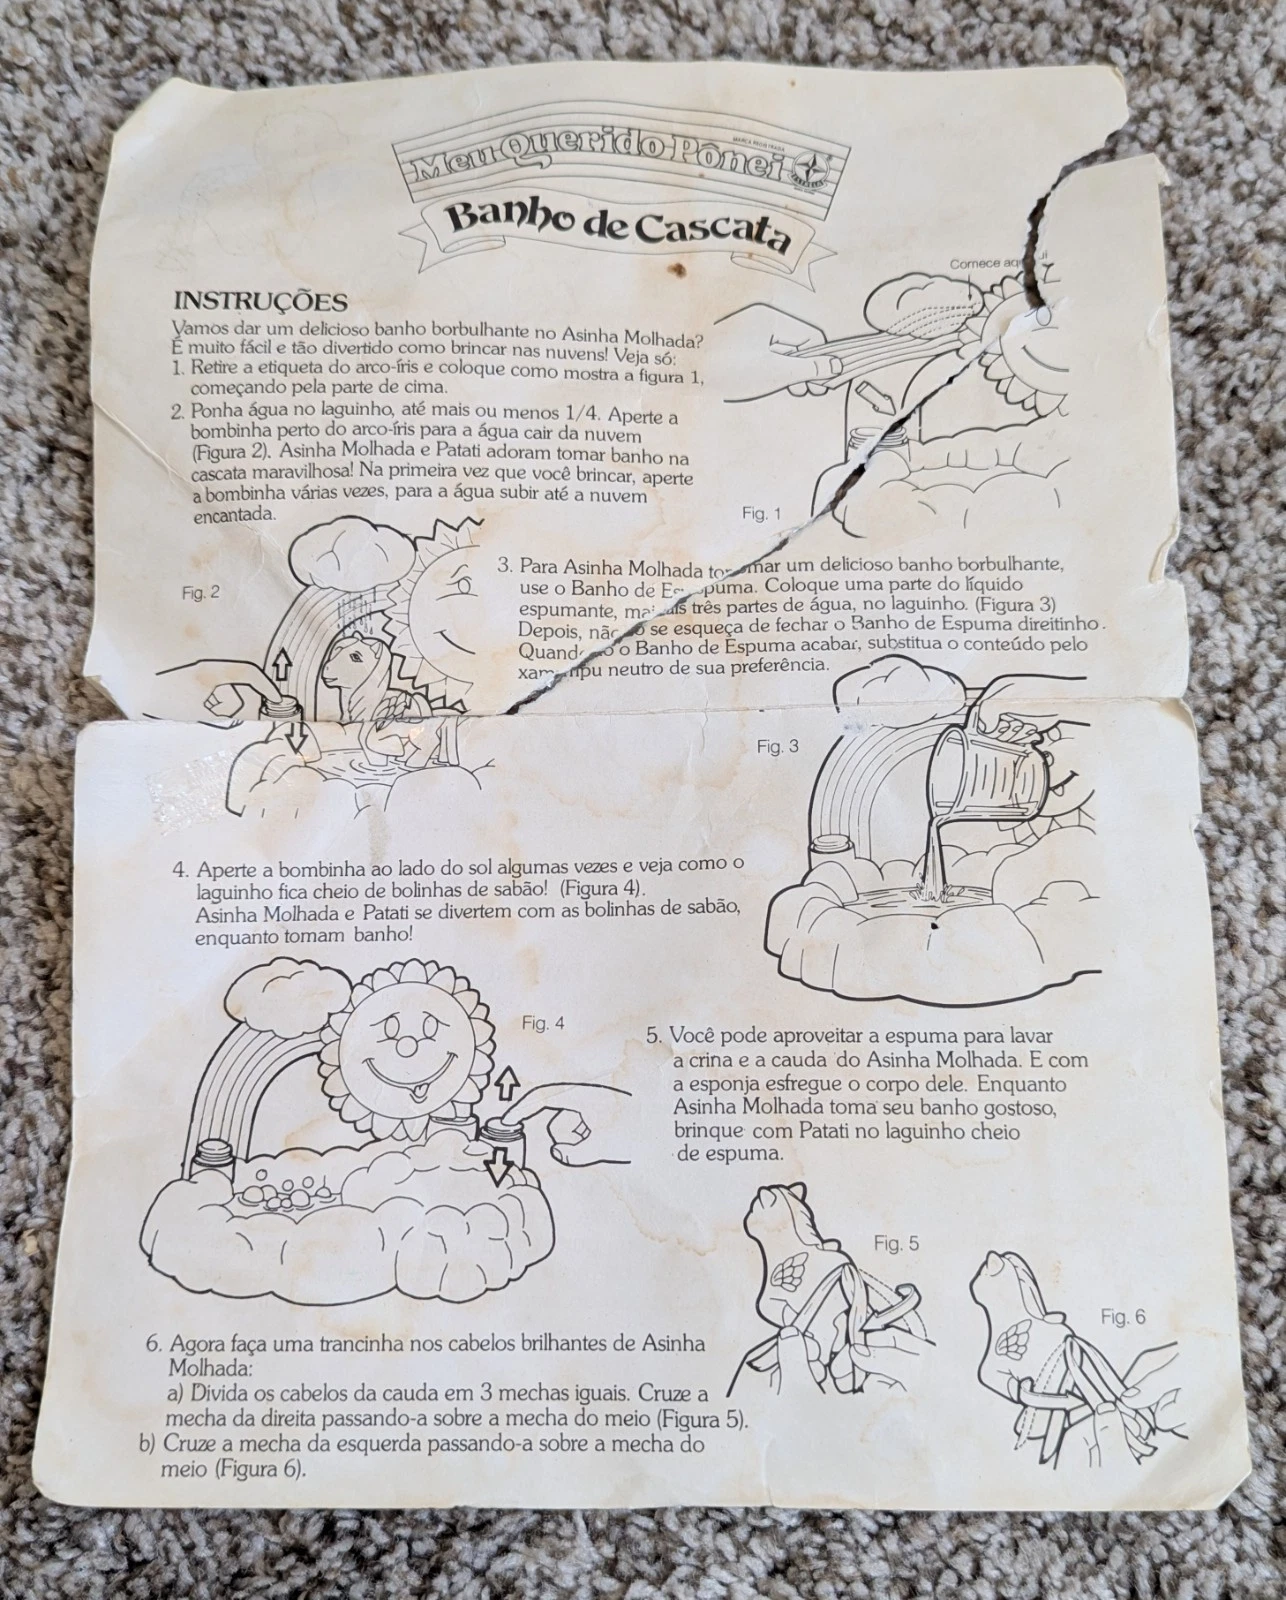 Meu Querido Pônei
MARCA REGISTRADA
ESTRELA
Banho de Cascata
Comece aqui
INSTRUÇÕES
Vamos dar um delicioso banho borbulhante no Asinha Molhada?
É muito fácil e tão divertido como brincar nas nuvens! Veja só:
1. Retire a etiqueta do arco-íris e coloque como mostra a figura 1,
começando pela parte de cima.
2. Ponha água no laguinho, até mais ou menos 1/4. Aperte a
bombinha perto do arco-íris para a água cair da nuvem
(Figura 2). Asinha Molhada e Patati adoram tomar banho na
cascata maravilhosa! Na primeira vez que você brincar, aperte
a bombinha várias vezes, para a água subir até a nuvem
encantada.
Fig. 1
Fig. 2
3. Para Asinha Molhada tomar um delicioso banho borbulhante,
use o Banho de Espuma. Coloque uma parte do líquido
espumante, mais três partes de água, no laguinho. (Figura 3)
Depois, não se esqueça de fechar o Banho de Espuma direitinho.
Quando o Banho de Espuma acabar, substitua o conteúdo pelo
xampu neutro de sua preferência.
Fig. 3
4. Aperte a bombinha ao lado do sol algumas vezes e veja como o
laguinho fica cheio de bolinhas de sabão! (Figura 4).
Asinha Molhada e Patati se divertem com as bolinhas de sabão,
enquanto tomam banho!
Fig. 4
5. Você pode aproveitar a espuma para lavar
a crina e a cauda do Asinha Molhada. E com
a esponja esfregue o corpo dele. Enquanto
Asinha Molhada toma seu banho gostoso,
brinque com Patati no laguinho cheio
de espuma.
Fig. 5
Fig. 6
6. Agora faça uma trancinha nos cabelos brilhantes de Asinha
Molhada:
a) Divida os cabelos da cauda em 3 mechas iguais. Cruze a
mecha da direita passando-a sobre a mecha do meio (Figura 5).
b) Cruze a mecha da esquerda passando-a sobre a mecha do
meio (Figura 6).